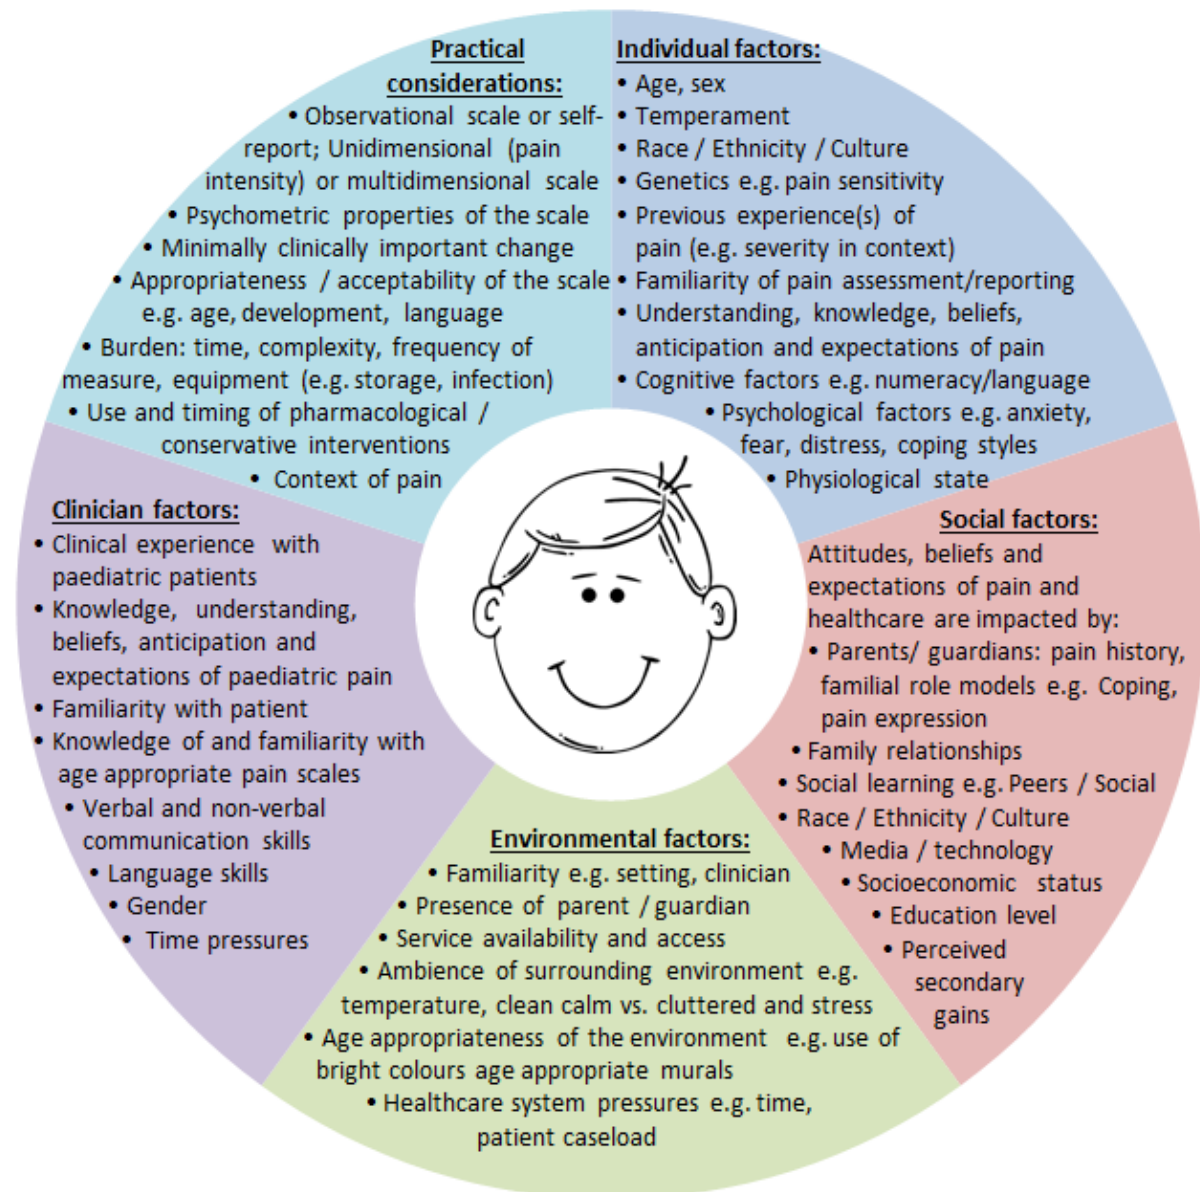 Practical
considerations:
• Observational scale or self-
report; Unidimensional (pain
intensity) or multidimensional scale
• Psychometric properties of the scale
• Minimally clinically important change
• Appropriateness / acceptability of the scale
e.g. age, development, language
• Burden: time, complexity, frequency of
measure, equipment (e.g. storage, infection)
• Use and timing of pharmacological /
conservative interventions
• Context of pain
Individual factors:
• Age, sex
• Temperament
• Race / Ethnicity / Culture
• Genetics e.g. pain sensitivity
• Previous experience(s) of
pain (e.g. severity in context)
• Familiarity of pain assessment/reporting
• Understanding, knowledge, beliefs,
anticipation and expectations of pain
• Cognitive factors e.g. numeracy/language
• Psychological factors e.g. anxiety,
fear, distress, coping styles
• Physiological state
Social factors:
Attitudes, beliefs and
expectations of pain and
healthcare are impacted by:
• Parents/ guardians: pain history,
familial role models e.g. Coping,
pain expression
• Family relationships
• Social learning e.g. Peers / Social
• Race / Ethnicity / Culture
• Media / technology
• Socioeconomic status
• Education level
• Perceived
secondary
gains
Environmental factors:
• Familiarity e.g. setting, clinician
• Presence of parent / guardian
• Service availability and access
• Ambience of surrounding environment e.g.
temperature, clean calm vs. cluttered and stress
• Age appropriateness of the environment e.g. use of
bright colours age appropriate murals
• Healthcare system pressures e.g. time,
patient caseload
Clinician factors:
• Clinical experience with
paediatric patients
• Knowledge, understanding,
beliefs, anticipation and
expectations of paediatric pain
• Familiarity with patient
• Knowledge of and familiarity with
age appropriate pain scales
• Verbal and non-verbal
communication skills
• Language skills
• Gender
• Time pressures